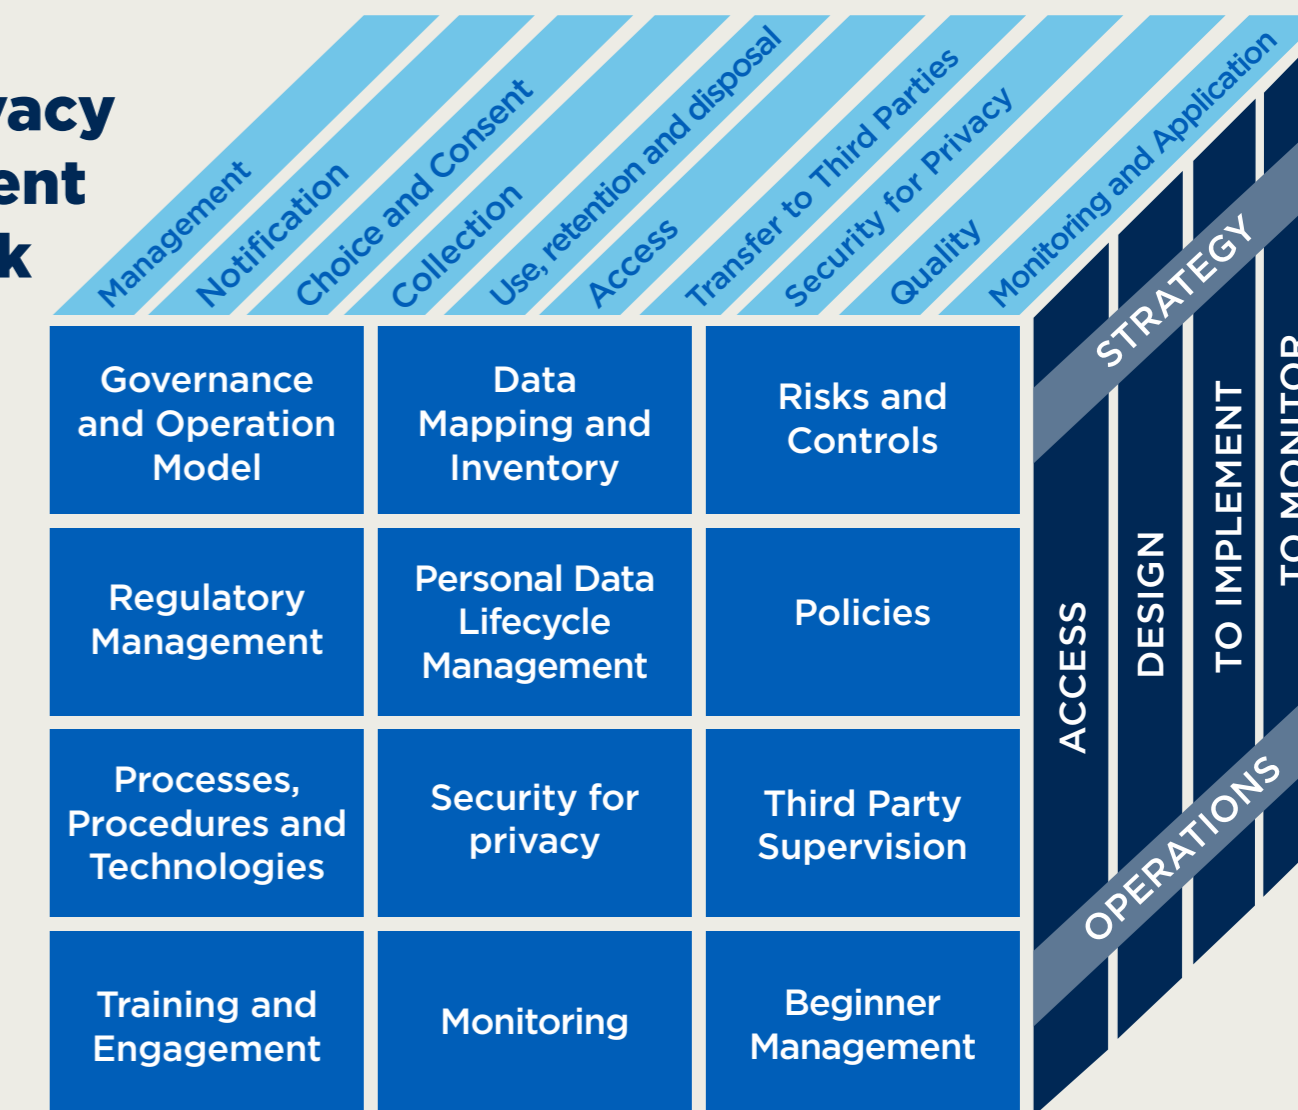 vacy
ent
k
Management
Notification
Choice and Consent
Collection
Use, retention and disposal
Access
Transfer to Third Parties
Security for Privacy
Quality
Monitoring and Application
Governance
and Operation
Model
Data
Mapping and
Inventory
Risks and
Controls
Regulatory
Management
Personal Data
Lifecycle
Management
Policies
Processes,
Procedures and
Technologies
Security for
privacy
Third Party
Supervision
Training and
Engagement
Monitoring
Beginner
Management
STRATEGY
ACCESS
DESIGN
TO IMPLEMENT
TO MONITOR
OPERATIONS